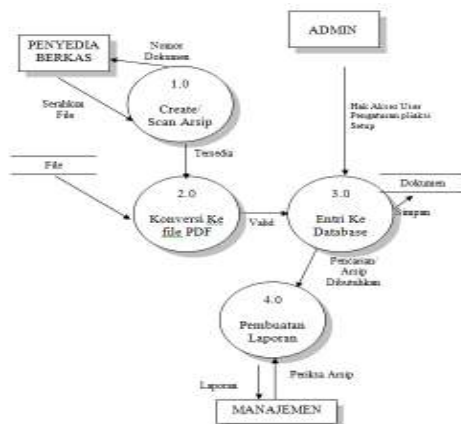 PENYEDIA
BERKAS
Nomor
Dokumen
ADMIN
1.0
Create/
Scan Arsip
Serahkan
File
Hak Akses User
Pengaturan
Setup
Tersedia
File
2.0
Konversi Ke
file PDF
Valid
3.0
Entri Ke
Database
Dokumen
Simpan
Pencarian/
Arsip
Dibutuhkan
4.0
Pembuatan
Laporan
Laporan
Periksa Arsip
MANAJEMEN